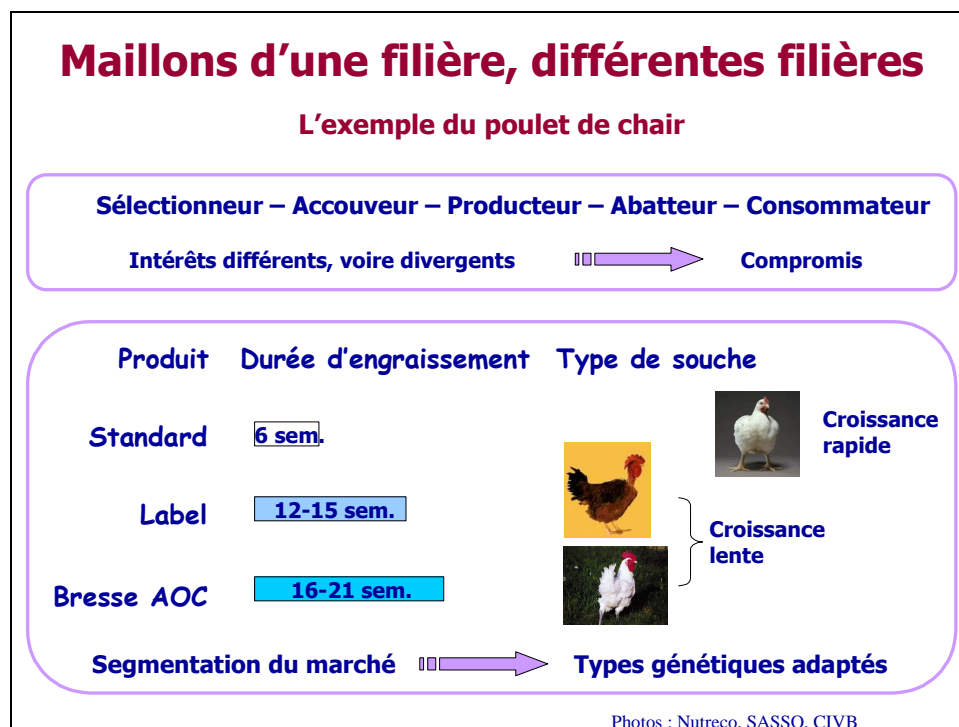 Maillons d’une filière, différentes filières
L’exemple du poulet de chair
Sélectionneur – Accouveur – Producteur – Abatteur – Consommateur
Intérêts différents, voire divergents Compromis
Produit Durée d’engraissement Type de souche
Standard 6 sem. Croissance
rapide
Label 12-15 sem. Croissance
lente
Bresse AOC 16-21 sem.
Segmentation du marché Types génétiques adaptés
Photos : Nutreco, SASSO, CIVB